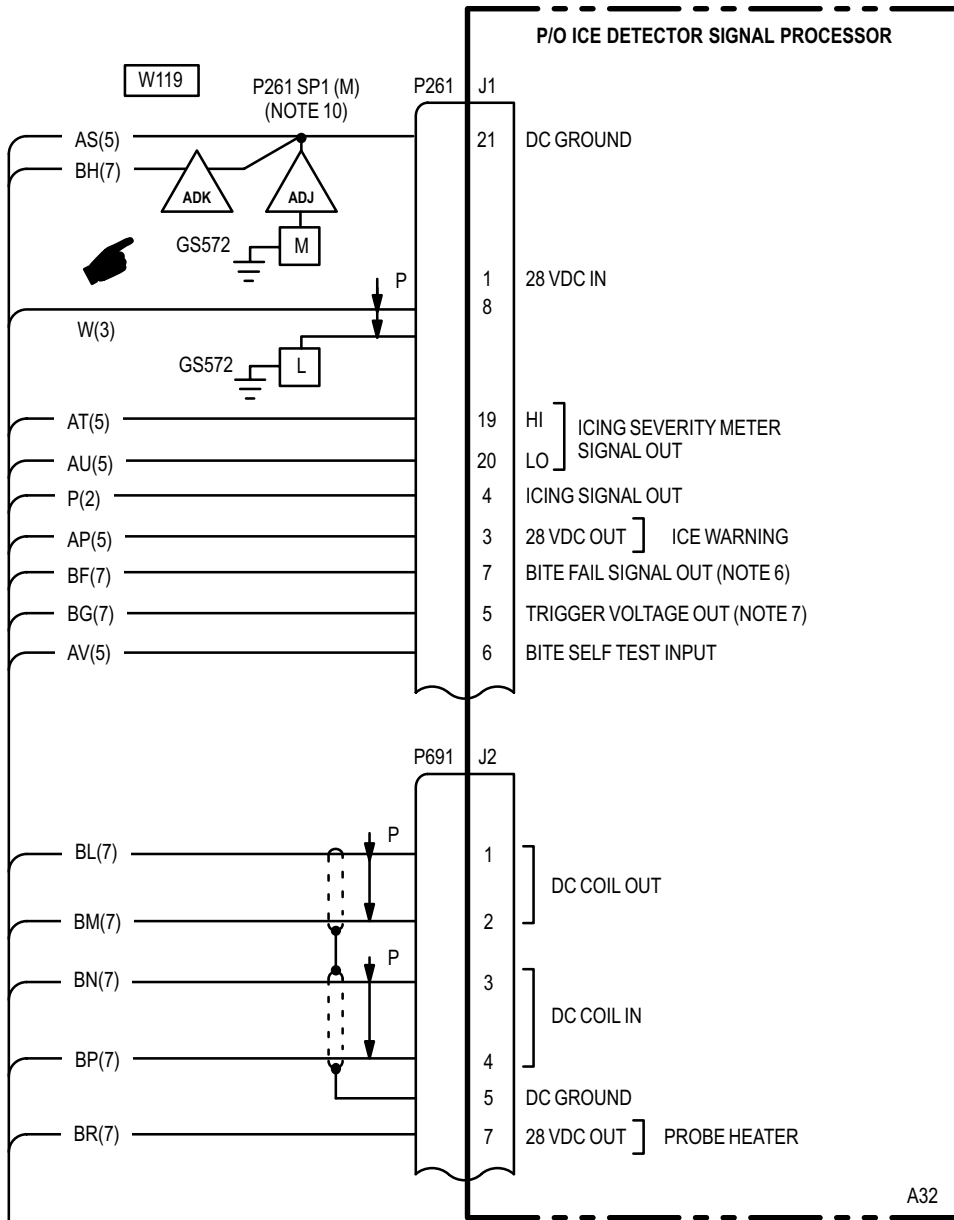 P/O ICE DETECTOR SIGNAL PROCESSOR
W119
P261 SP1 (M)
(NOTE 10)
P261
J1
AS(5)
21
DC GROUND
BH(7)
ADK
ADJ
GS572
M
P
1
28 VDC IN
8
W(3)
GS572
L
AT(5)
19
HI
ICING SEVERITY METER
SIGNAL OUT
AU(5)
20
LO
P(2)
4
ICING SIGNAL OUT
AP(5)
3
28 VDC OUT
ICE WARNING
BF(7)
7
BITE FAIL SIGNAL OUT (NOTE 6)
BG(7)
5
TRIGGER VOLTAGE OUT (NOTE 7)
AV(5)
6
BITE SELF TEST INPUT
P691
J2
P
BL(7)
1
DC COIL OUT
BM(7)
2
P
BN(7)
3
DC COIL IN
BP(7)
4
5
DC GROUND
BR(7)
7
28 VDC OUT
PROBE HEATER
A32